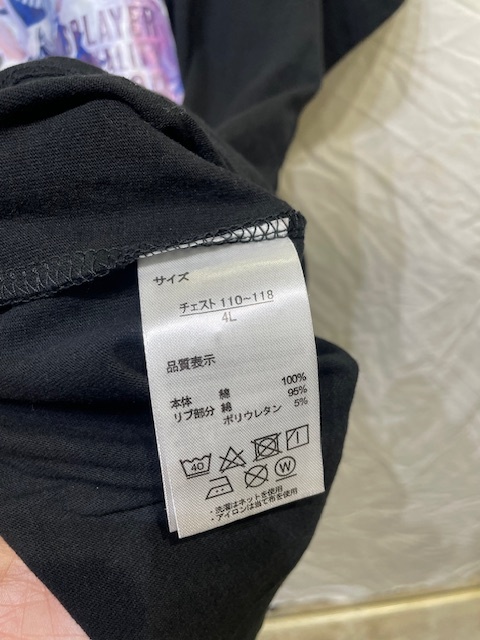 PLAYER
サイズ
チェスト 110~118
4L
品質表示
本体 綿 100%
リブ部分 綿 95%
ポリウレタン 5%
40
W
・洗濯はネットを使用
・アイロンは当て布を使用